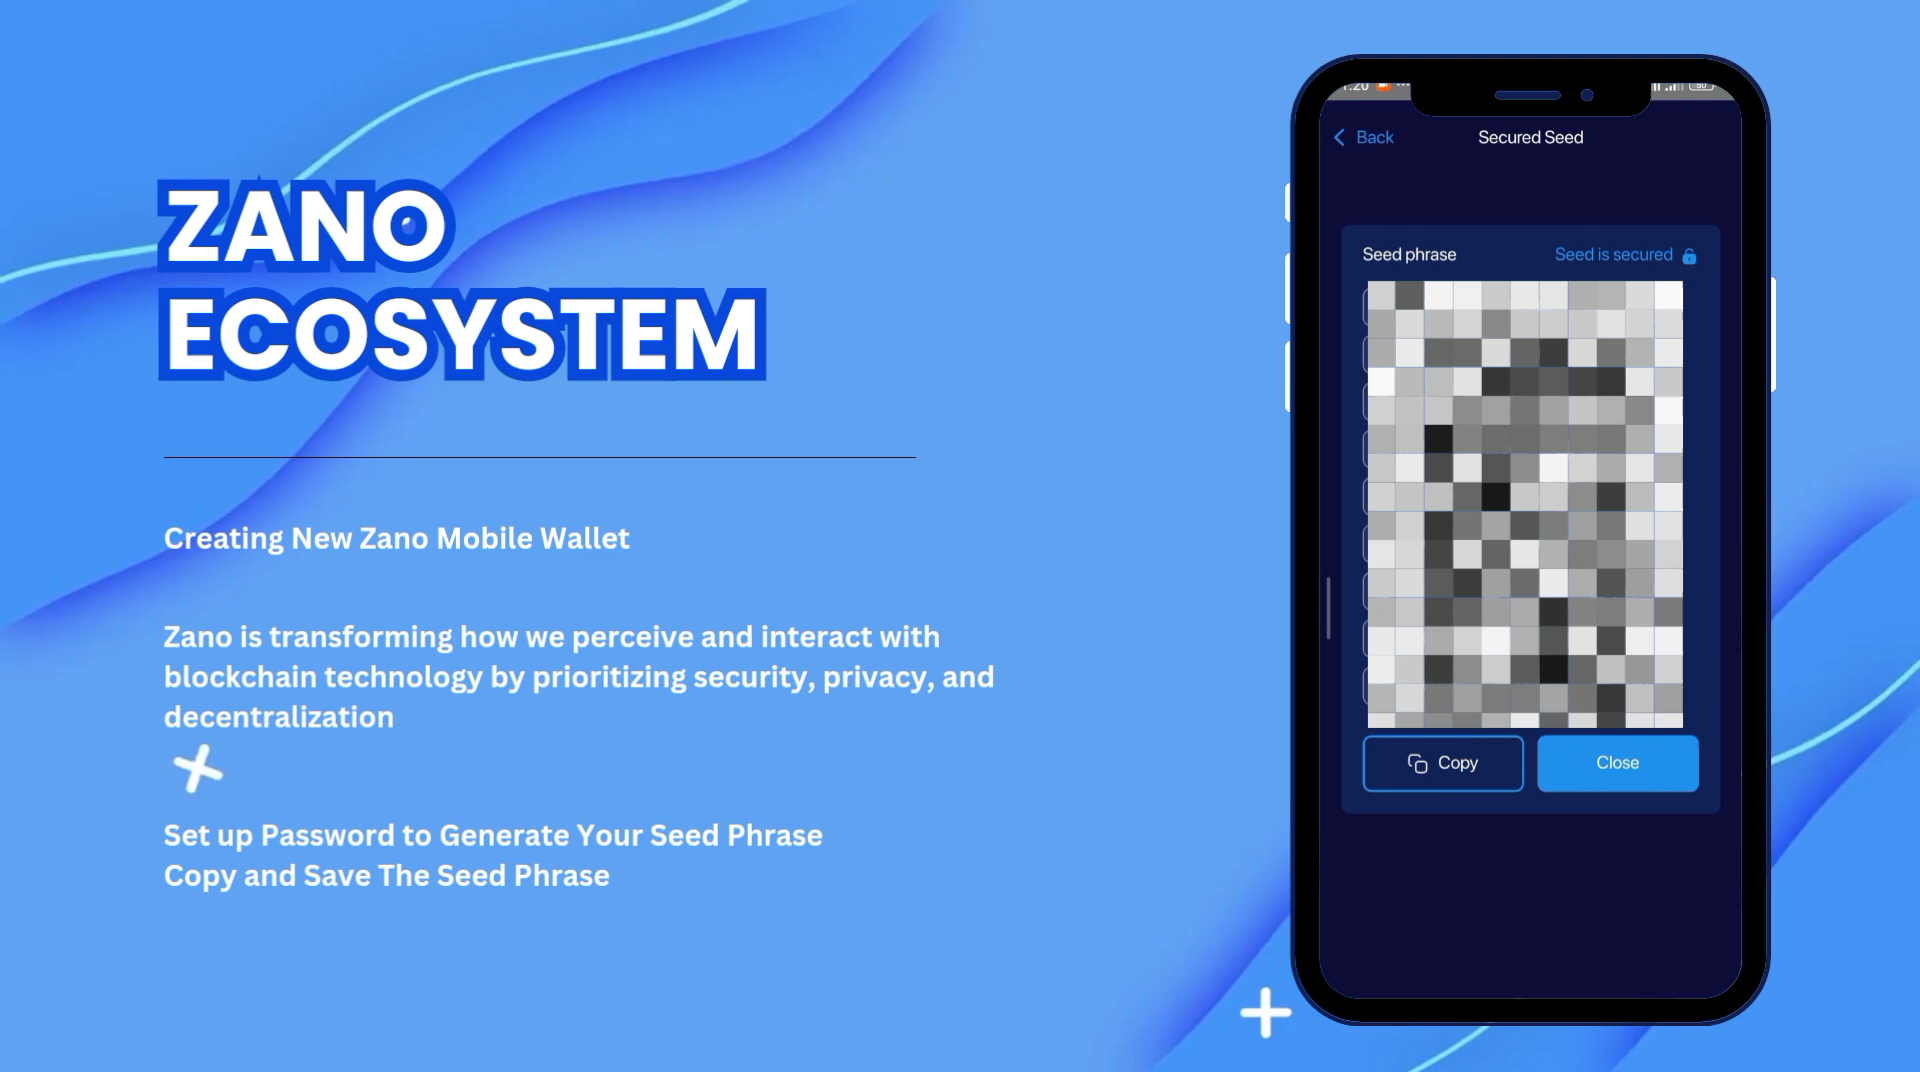 ZANO
ECOSYSTEM
Creating New Zano Mobile Wallet
Zano is transforming how we perceive and interact with
blockchain technology by prioritizing security, privacy, and
decentralization
Set up Password to Generate Your Seed Phrase
Copy and Save The Seed Phrase
Back
Secured Seed
Seed phrase
Seed is secured
Copy
Close